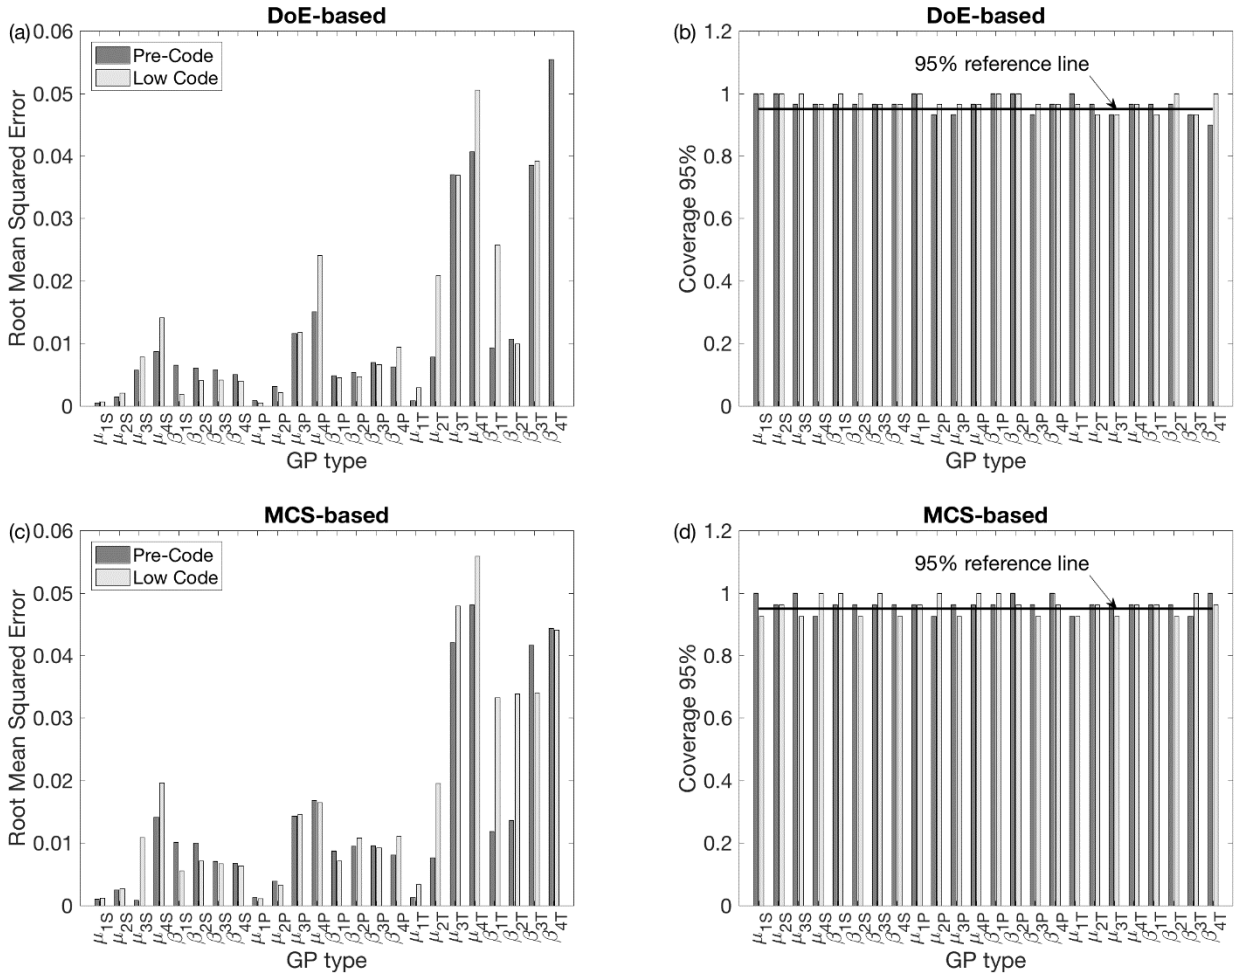 (a)
DoE-based
0.06
0.05
0.04
0.03
0.02
0.01
0
Root Mean Squared Error
Pre-Code
Low Code
μ1S
μ2S
μ3S
μ4S
β1S
β2S
β3S
β4S
μ1P
μ2P
μ3P
μ4P
β1P
β2P
β3P
β4P
μ1T
μ2T
μ3T
μ4T
β1T
β2T
β3T
β4T
GP type
(b)
DoE-based
1.2
1
0.8
0.6
0.4
0.2
0
Coverage 95%
95% reference line
μ1S
μ2S
μ3S
μ4S
β1S
β2S
β3S
β4S
μ1P
μ2P
μ3P
μ4P
β1P
β2P
β3P
β4P
μ1T
μ2T
μ3T
μ4T
β1T
β2T
β3T
β4T
GP type
(c)
MCS-based
0.06
0.05
0.04
0.03
0.02
0.01
0
Root Mean Squared Error
Pre-Code
Low Code
μ1S
μ2S
μ3S
μ4S
β1S
β2S
β3S
β4S
μ1P
μ2P
μ3P
μ4P
β1P
β2P
β3P
β4P
μ1T
μ2T
μ3T
μ4T
β1T
β2T
β3T
β4T
GP type
(d)
MCS-based
1.2
1
0.8
0.6
0.4
0.2
0
Coverage 95%
95% reference line
μ1S
μ2S
μ3S
μ4S
β1S
β2S
β3S
β4S
μ1P
μ2P
μ3P
μ4P
β1P
β2P
β3P
β4P
μ1T
μ2T
μ3T
μ4T
β1T
β2T
β3T
β4T
GP type